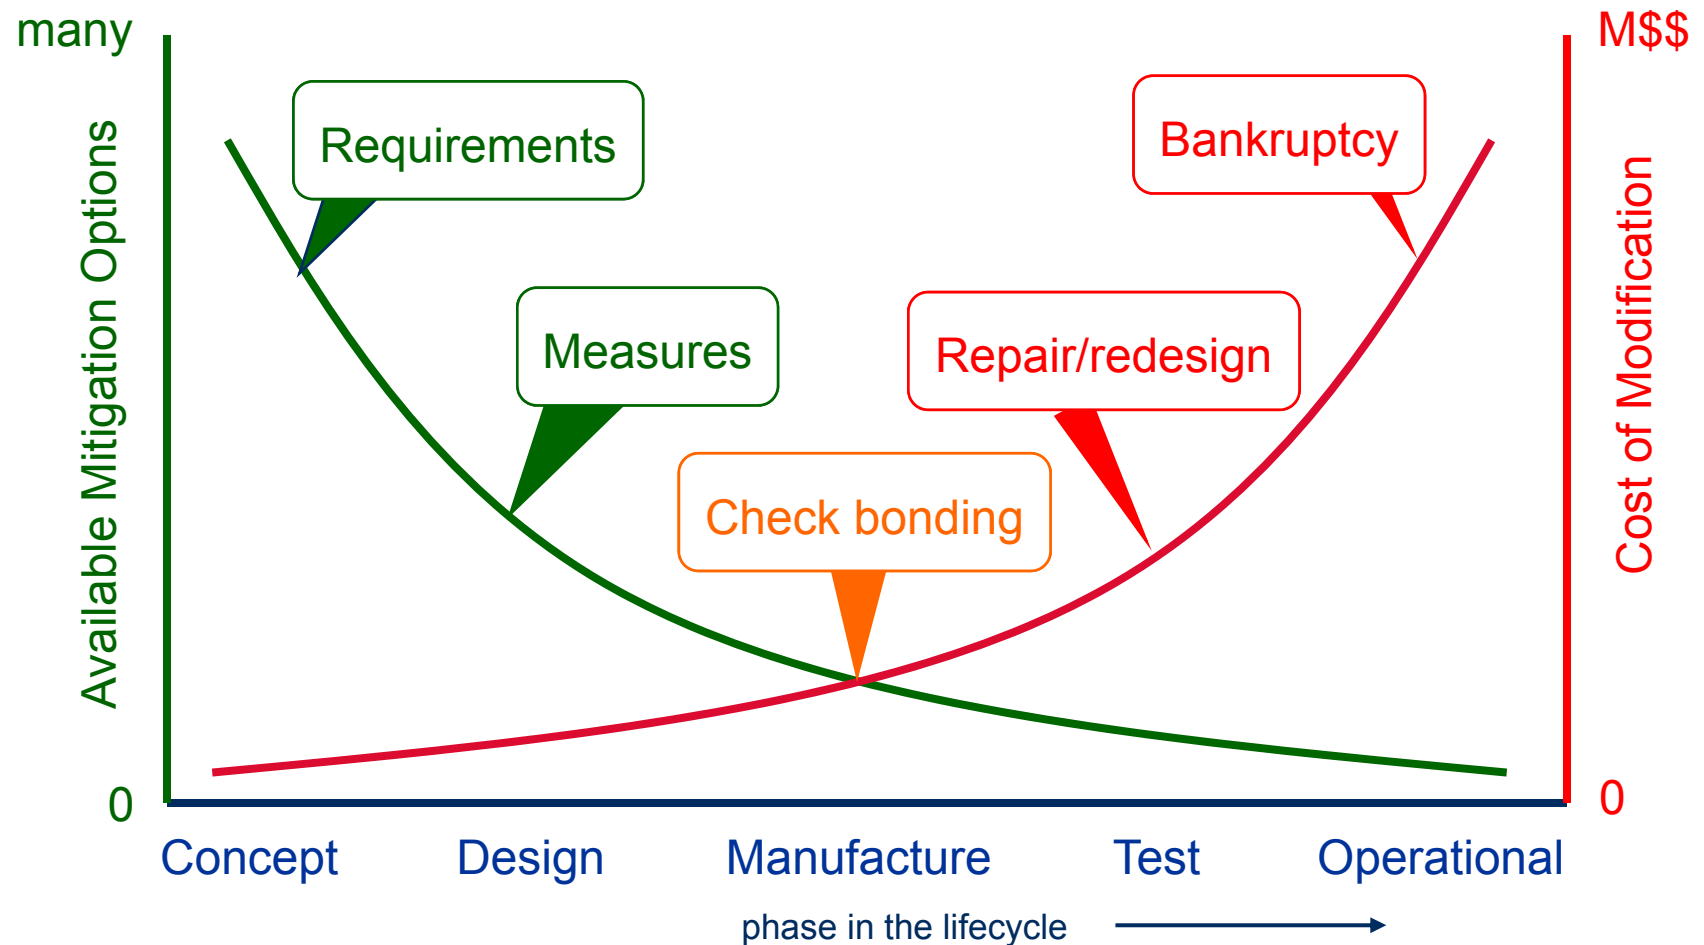 many
M$$
Requirements
Bankruptcy
Available Mitigation Options
Cost of Modification
Measures
Repair/redesign
Check bonding
0
0
Concept
Design
Manufacture
Test
Operational
phase in the lifecycle